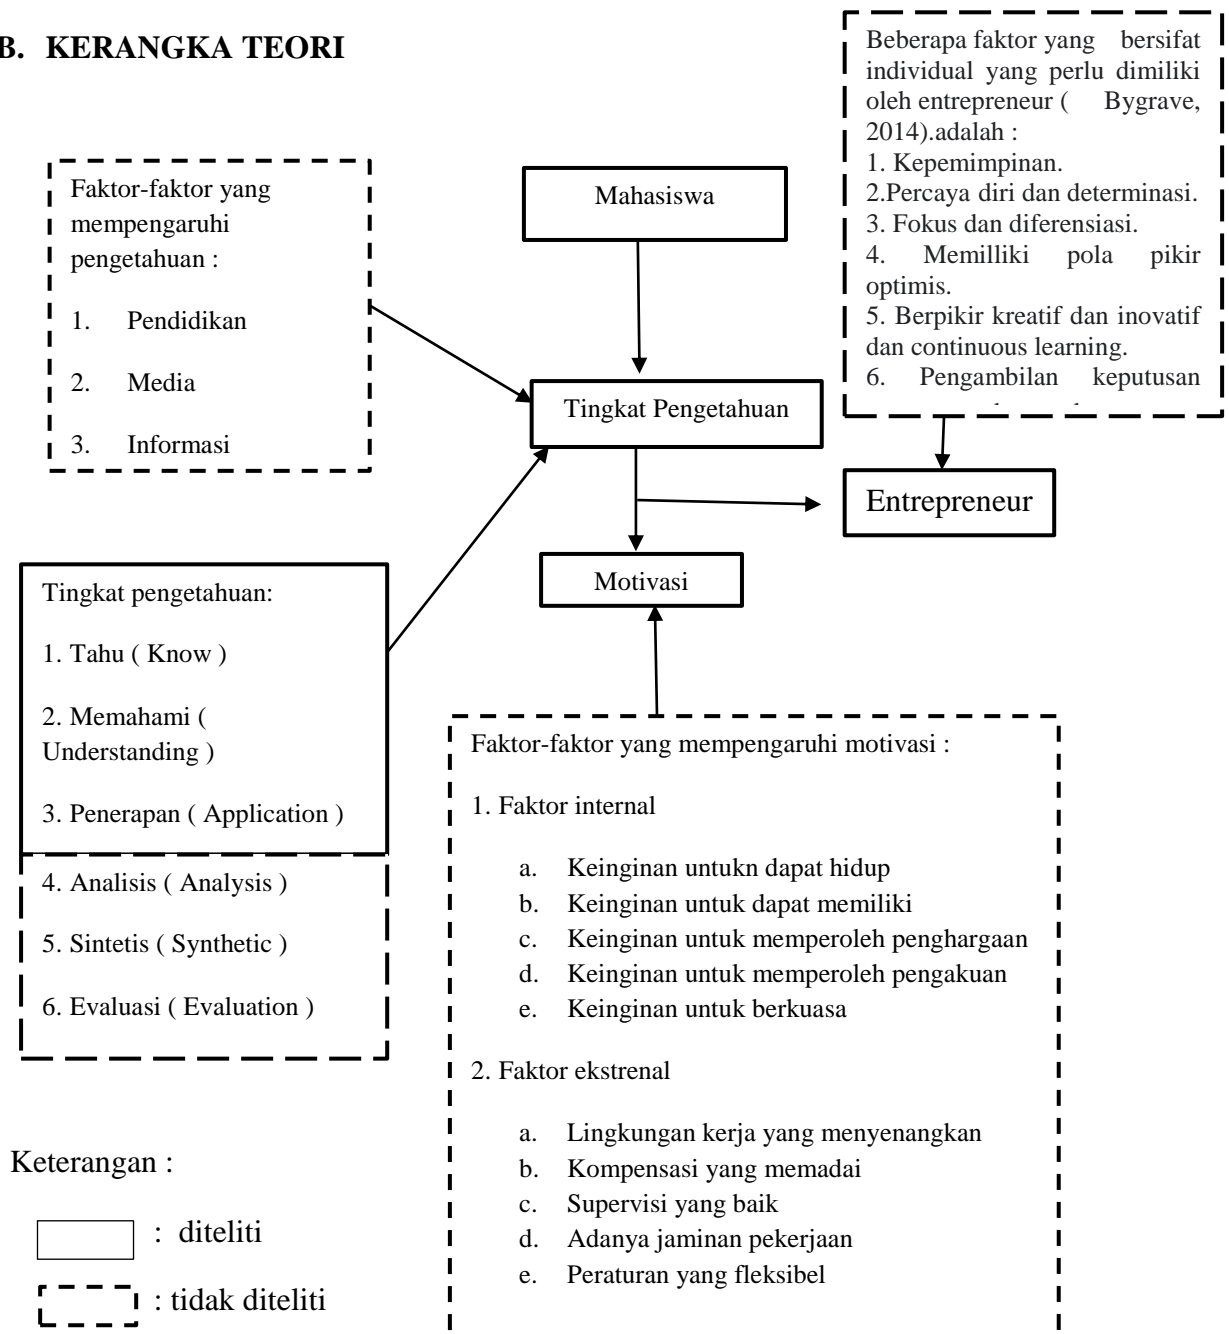 B. KERANGKA TEORI
Beberapa faktor yang bersifat
individual yang perlu dimiliki
oleh entrepreneur ( Bygrave,
2014).adalah :
1. Kepemimpinan.
2.Percaya diri dan determinasi.
3. Fokus dan diferensiasi.
4. Memilliki pola pikir
optimis.
5. Berpikir kreatif dan inovatif
dan continuous learning.
6. Pengambilan keputusan
Faktor-faktor yang
mempengaruhi
pengetahuan :
1. Pendidikan
2. Media
3. Informasi
Mahasiswa
Tingkat Pengetahuan
Entrepreneur
Motivasi
Tingkat pengetahuan:
1. Tahu ( Know )
2. Memahami (
Understanding )
3. Penerapan ( Application )
4. Analisis ( Analysis )
5. Sintetis ( Synthetic )
6. Evaluasi ( Evaluation )
Faktor-faktor yang mempengaruhi motivasi :
1. Faktor internal
a. Keinginan untukn dapat hidup
b. Keinginan untuk dapat memiliki
c. Keinginan untuk memperoleh penghargaan
d. Keinginan untuk memperoleh pengakuan
e. Keinginan untuk berkuasa
2. Faktor ekstrenal
a. Lingkungan kerja yang menyenangkan
b. Kompensasi yang memadai
c. Supervisi yang baik
d. Adanya jaminan pekerjaan
e. Peraturan yang fleksibel
Keterangan :
: diteliti
: tidak diteliti